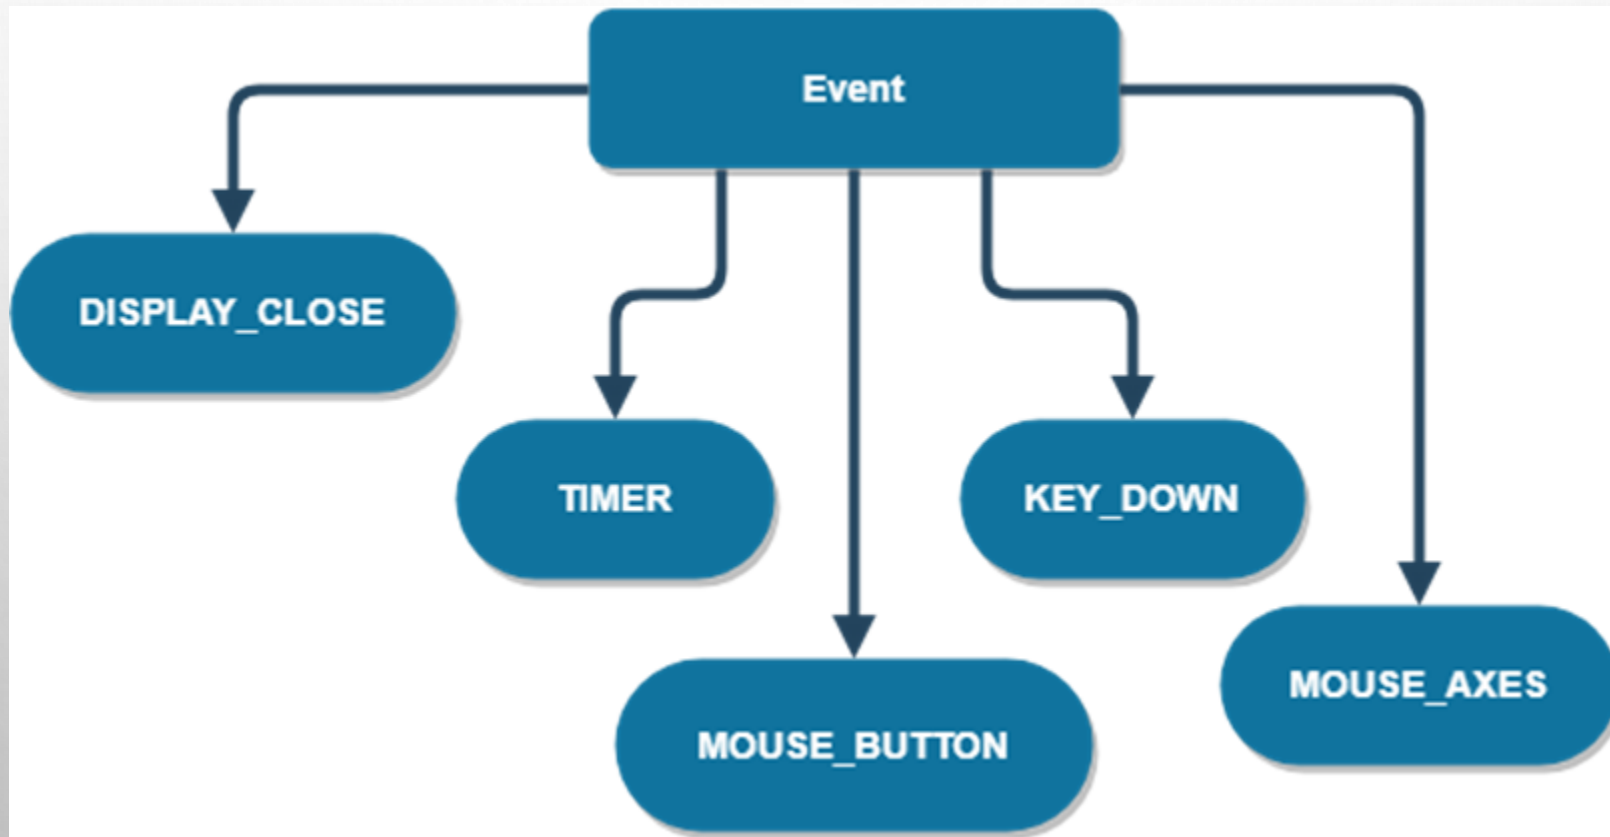 Event
DISPLAY_CLOSE
TIMER
KEY_DOWN
MOUSE_AXES
MOUSE_BUTTON